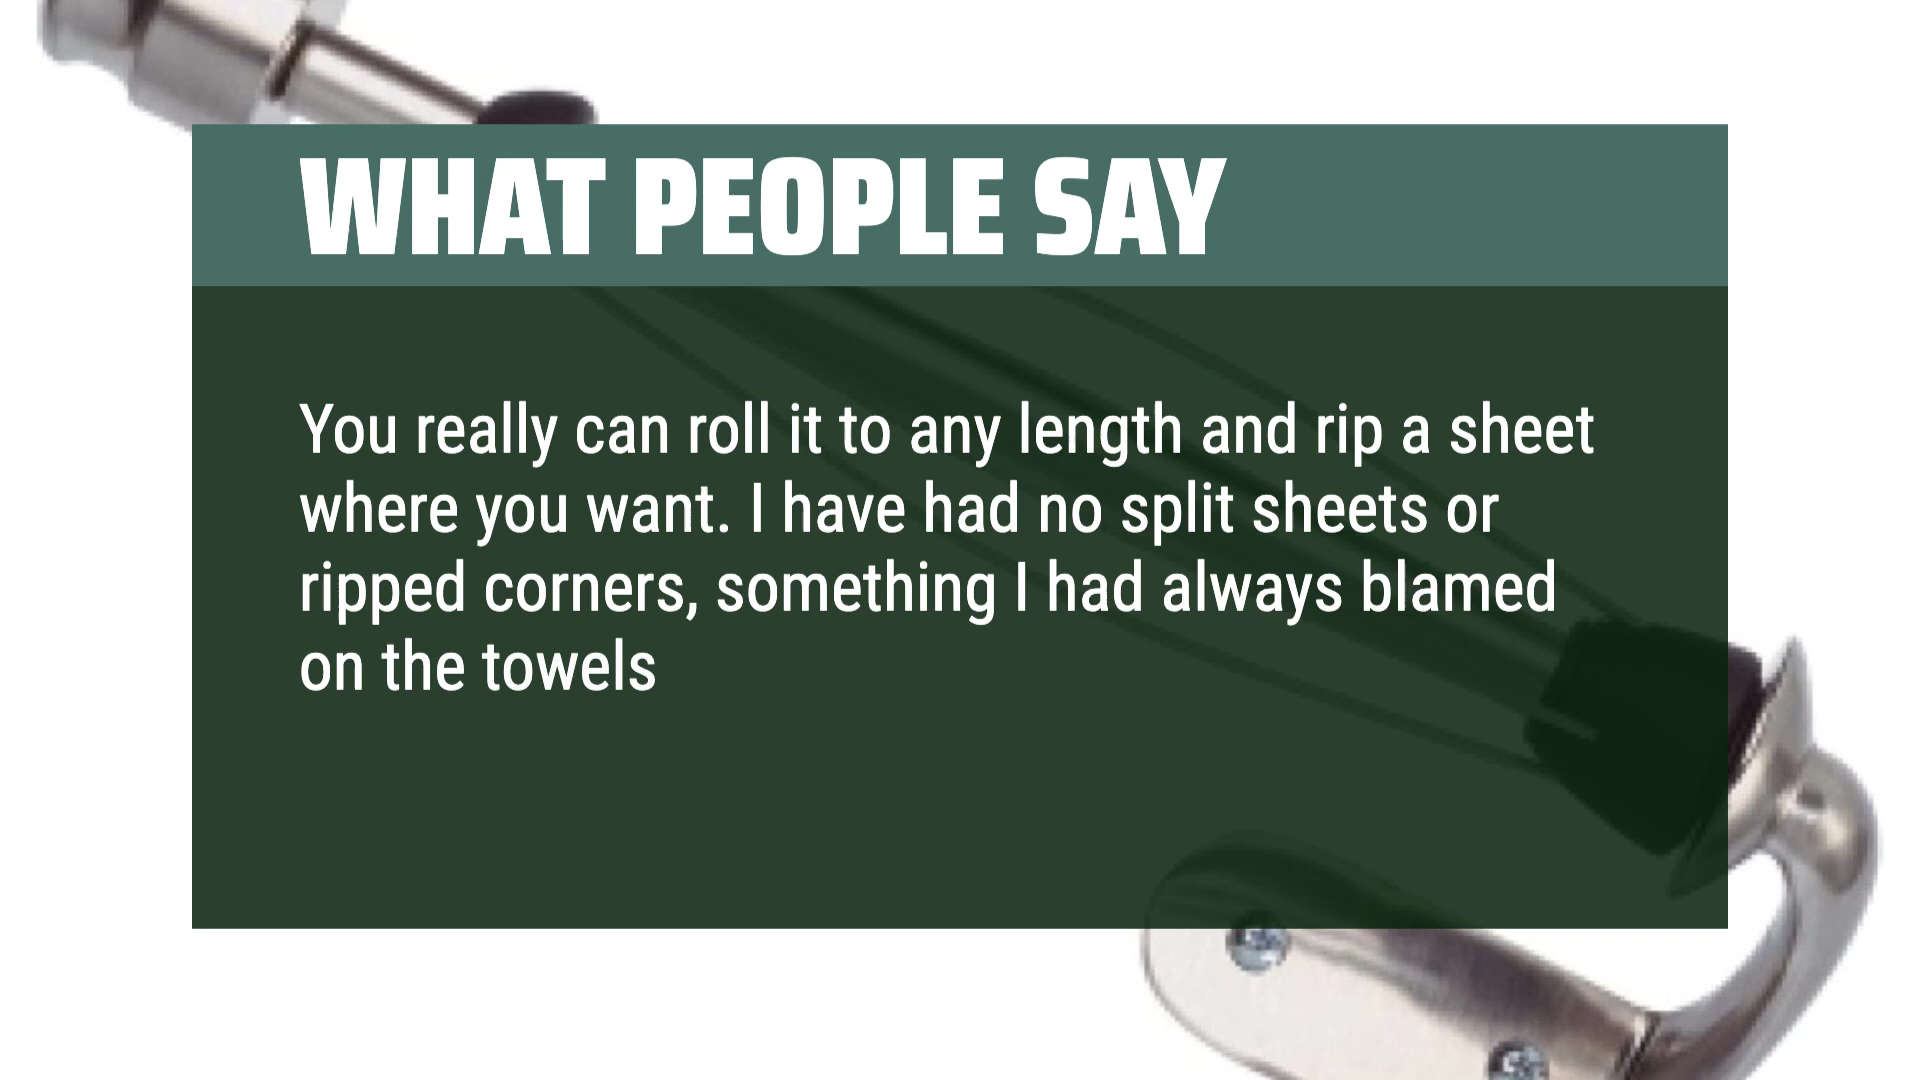 WHAT PEOPLE SAY
You really can roll it to any length and rip a sheet
where you want. I have had no split sheets or
ripped corners, something I had always blamed
on the towels